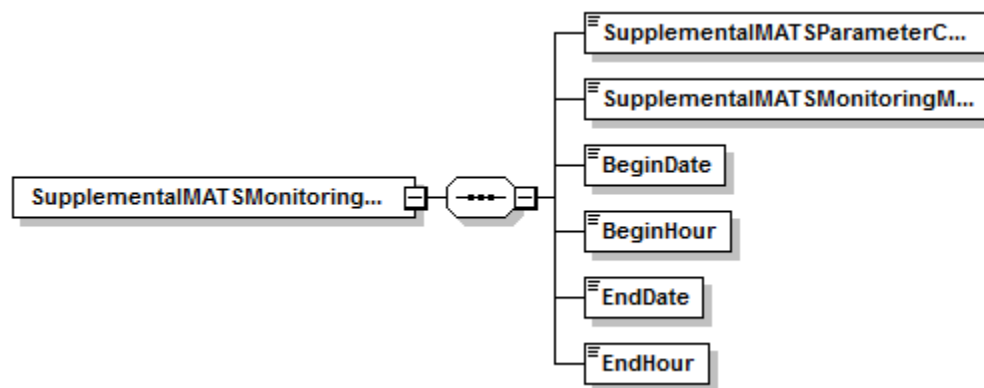 SupplementalMATSParameterC...
SupplementalMATSMonitoringM...
BeginDate
SupplementalMATSMonitoring...
BeginHour
EndDate
EndHour